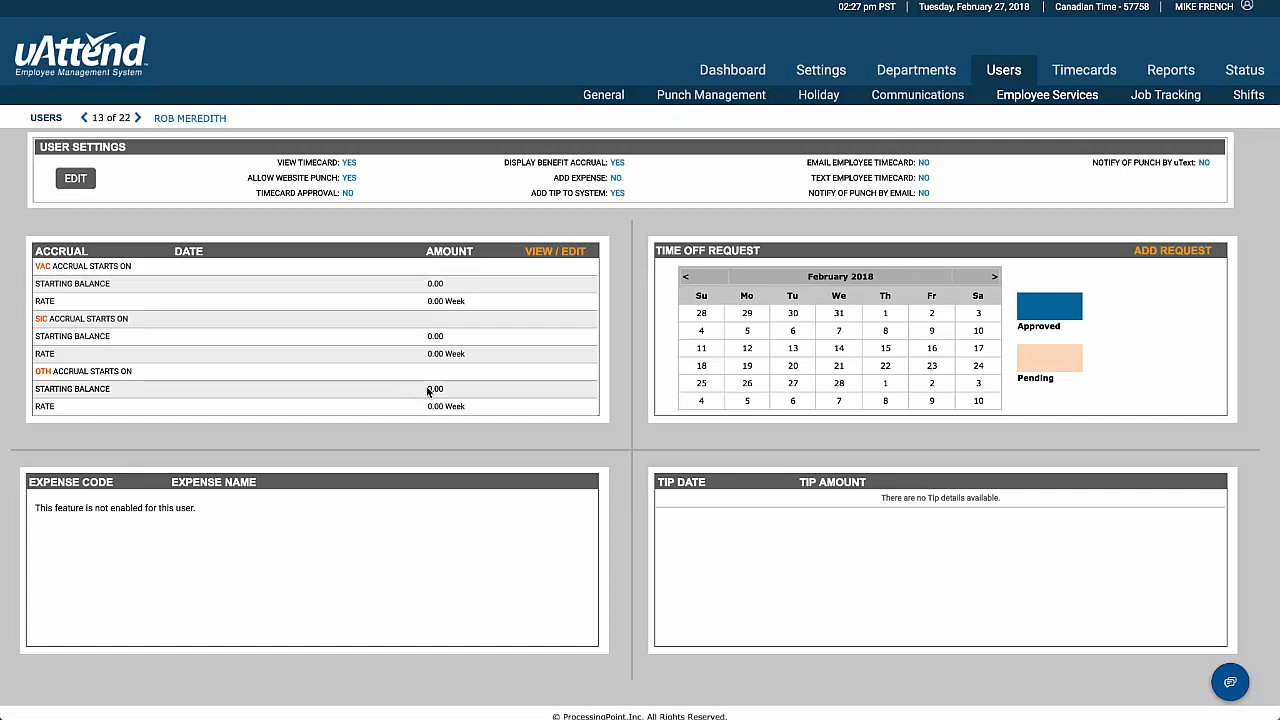 02:27 pm PST | Tuesday, February 27, 2018 | Canadian Time - 57758 | MIKE FRENCH
uAttend
Employee Management System
Dashboard Settings Departments Users Timecards Reports Status
General Punch Management Holiday Communications Employee Services Job Tracking Shifts
USERS < 13 of 22 > ROB MEREDITH
USER SETTINGS
EDIT
VIEW TIMECARD: YES DISPLAY BENEFIT ACCRUAL: YES EMAIL EMPLOYEE TIMECARD: NO NOTIFY OF PUNCH BY uText: NO
ALLOW WEBSITE PUNCH: YES ADD EXPENSE: NO TEXT EMPLOYEE TIMECARD: NO
TIMECARD APPROVAL: NO ADD TIP TO SYSTEM: YES NOTIFY OF PUNCH BY EMAIL: NO
ACCRUAL DATE AMOUNT VIEW / EDIT
VAC ACCRUAL STARTS ON
STARTING BALANCE 0.00
RATE 0.00 Week
SIC ACCRUAL STARTS ON
STARTING BALANCE 0.00
RATE 0.00 Week
OTH ACCRUAL STARTS ON
STARTING BALANCE 0.00
RATE 0.00 Week
TIME OFF REQUEST ADD REQUEST
< February 2018 >
Su Mo Tu We Th Fr Sa
28 29 30 31 1 2 3
4 5 6 7 8 9 10
11 12 13 14 15 16 17
18 19 20 21 22 23 24
25 26 27 28 1 2 3
4 5 6 7 8 9 10
Approved
Pending
EXPENSE CODE EXPENSE NAME
This feature is not enabled for this user.
TIP DATE TIP AMOUNT
There are no Tip details available.
© ProcessingPoint,Inc. All Rights Reserved.